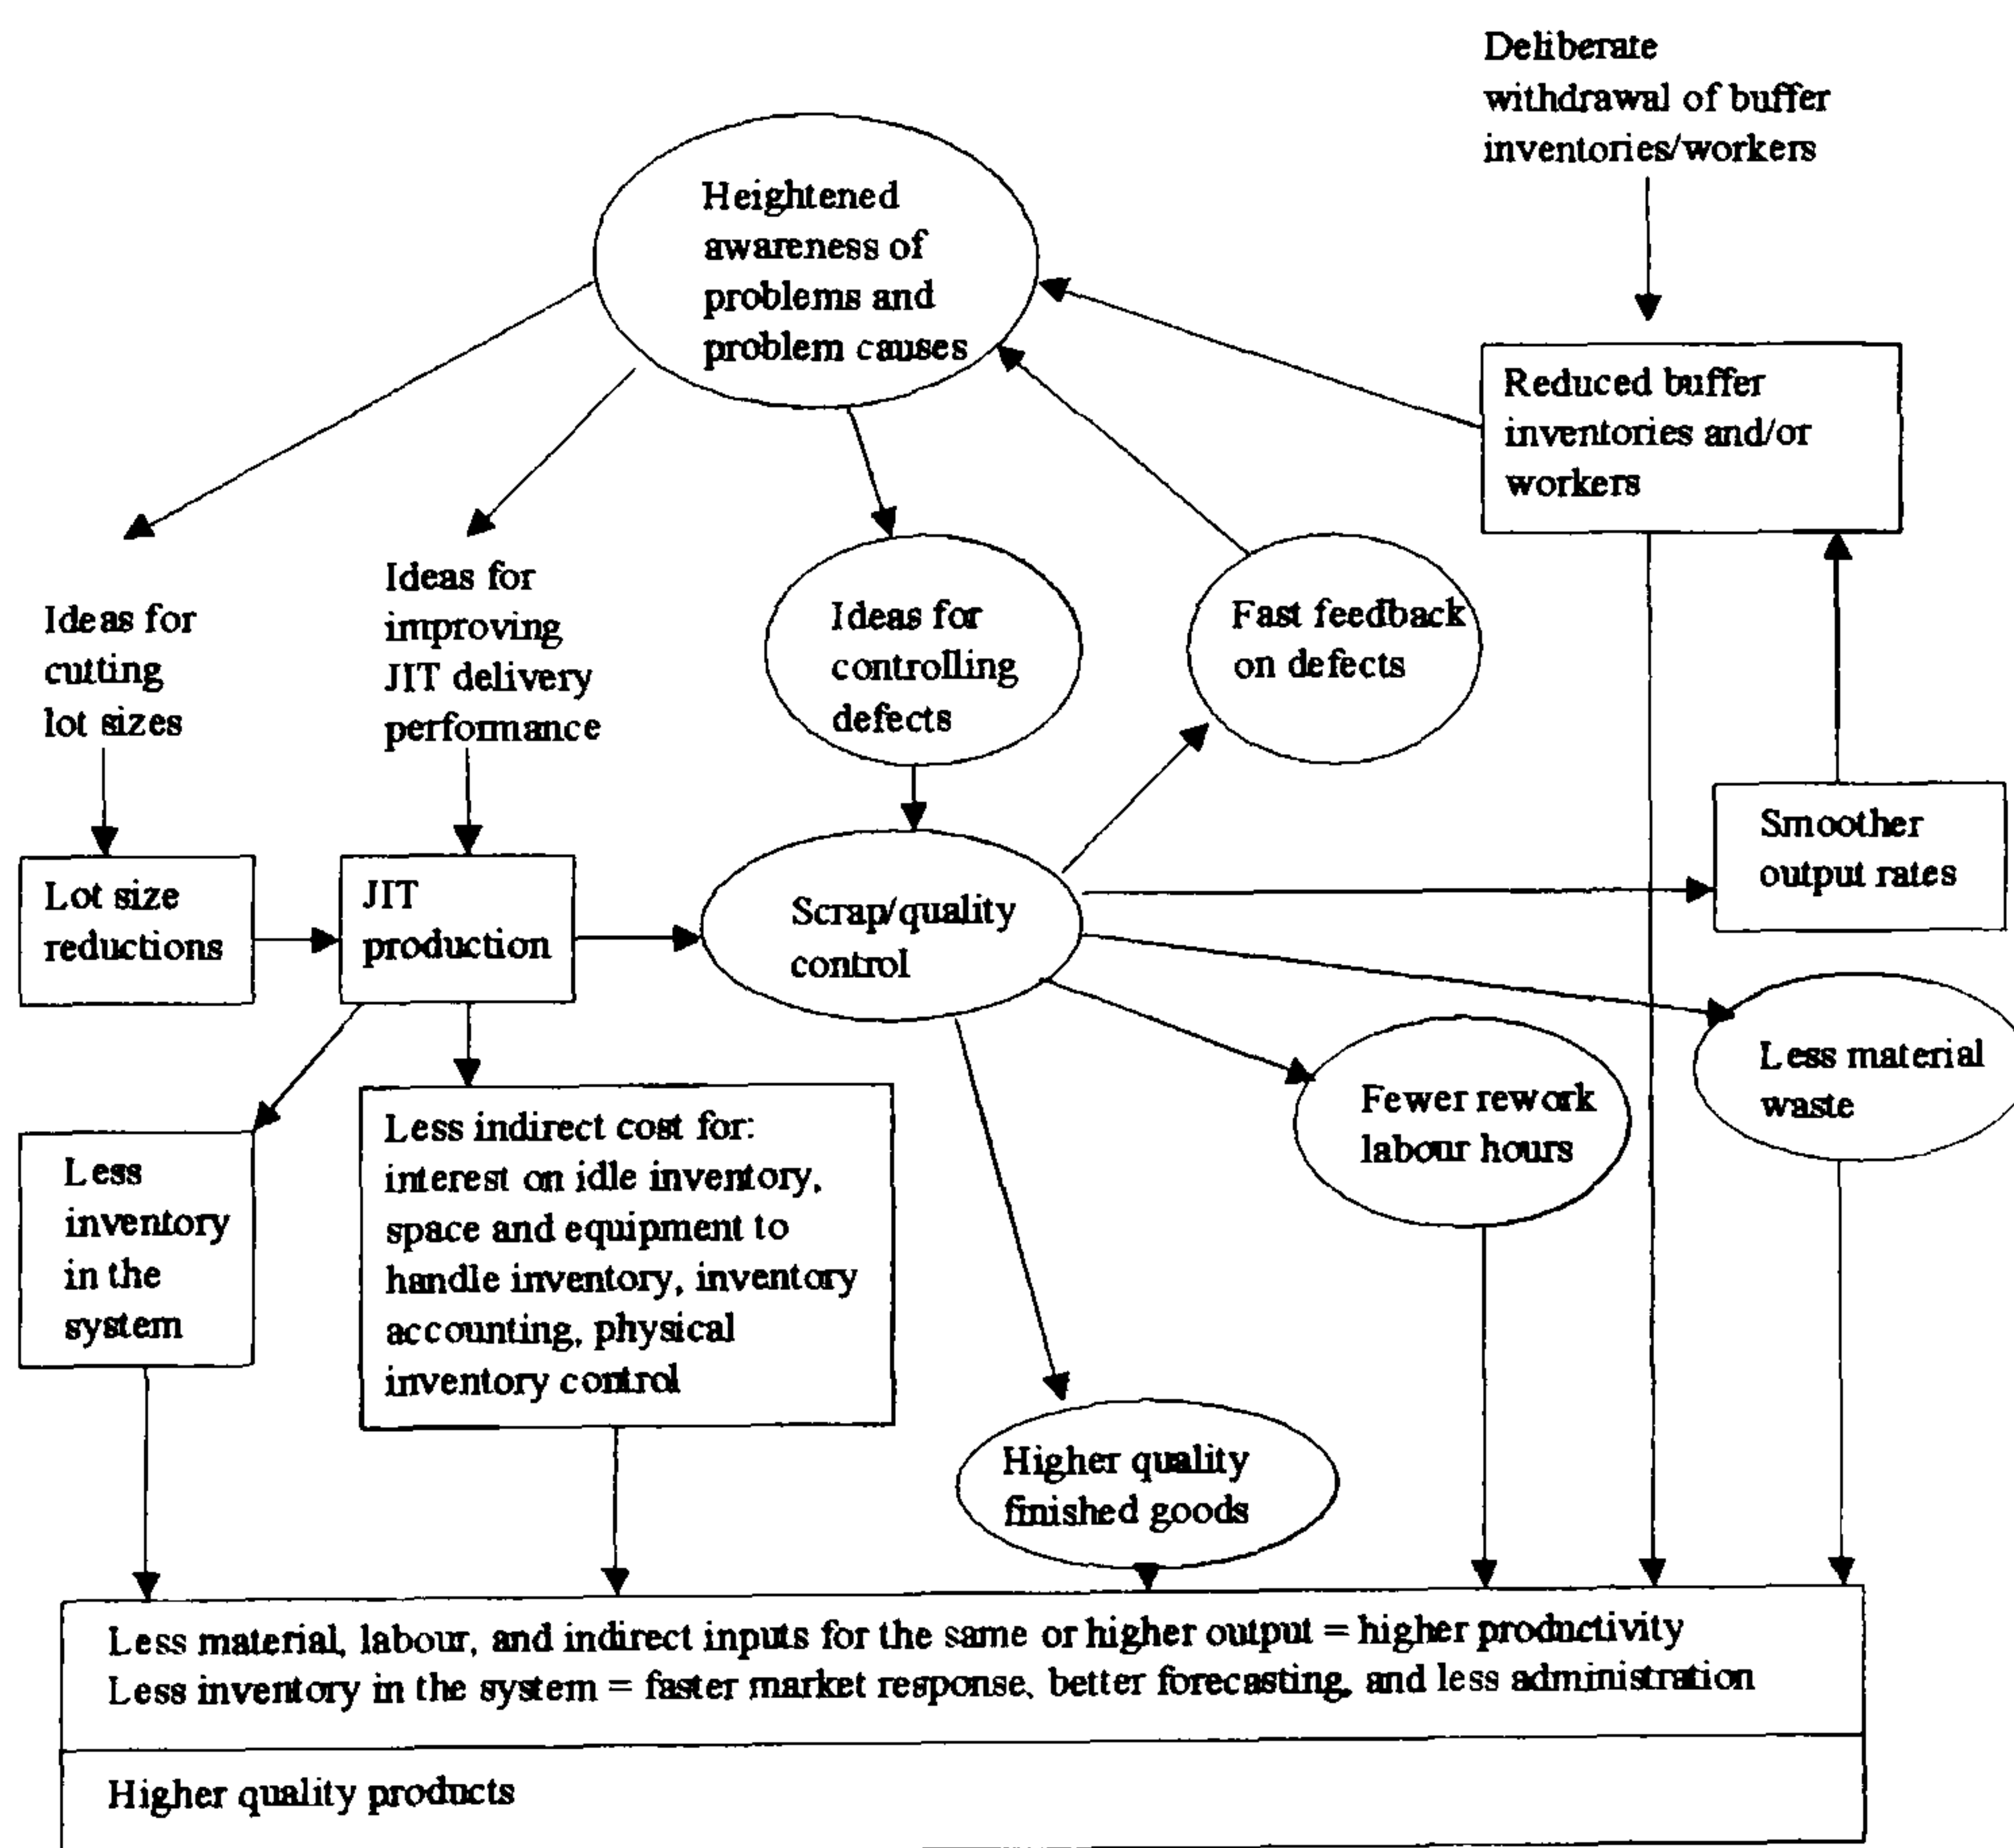 Deliberate
withdrawal of buffer
inventories/workers
Heightened
awareness of
problems and
problem causes
Reduced buffer
inventories and/or
workers
Ideas for
cutting
lot sizes
Ideas for
improving
JIT delivery
performance
Ideas for
controlling
defects
Fast feedback
on defects
Smoother
output rates
Lot size
reductions
JIT
production
Scrap/quality
control
Less material
waste
Fewer rework
labour hours
Less
inventory
in the
system
Less indirect cost for:
interest on idle inventory,
space and equipment to
handle inventory, inventory
accounting, physical
inventory control
Higher quality
finished goods
Less material, labour, and indirect inputs for the same or higher output = higher productivity
Less inventory in the system = faster market response, better forecasting, and less administration
Higher quality products